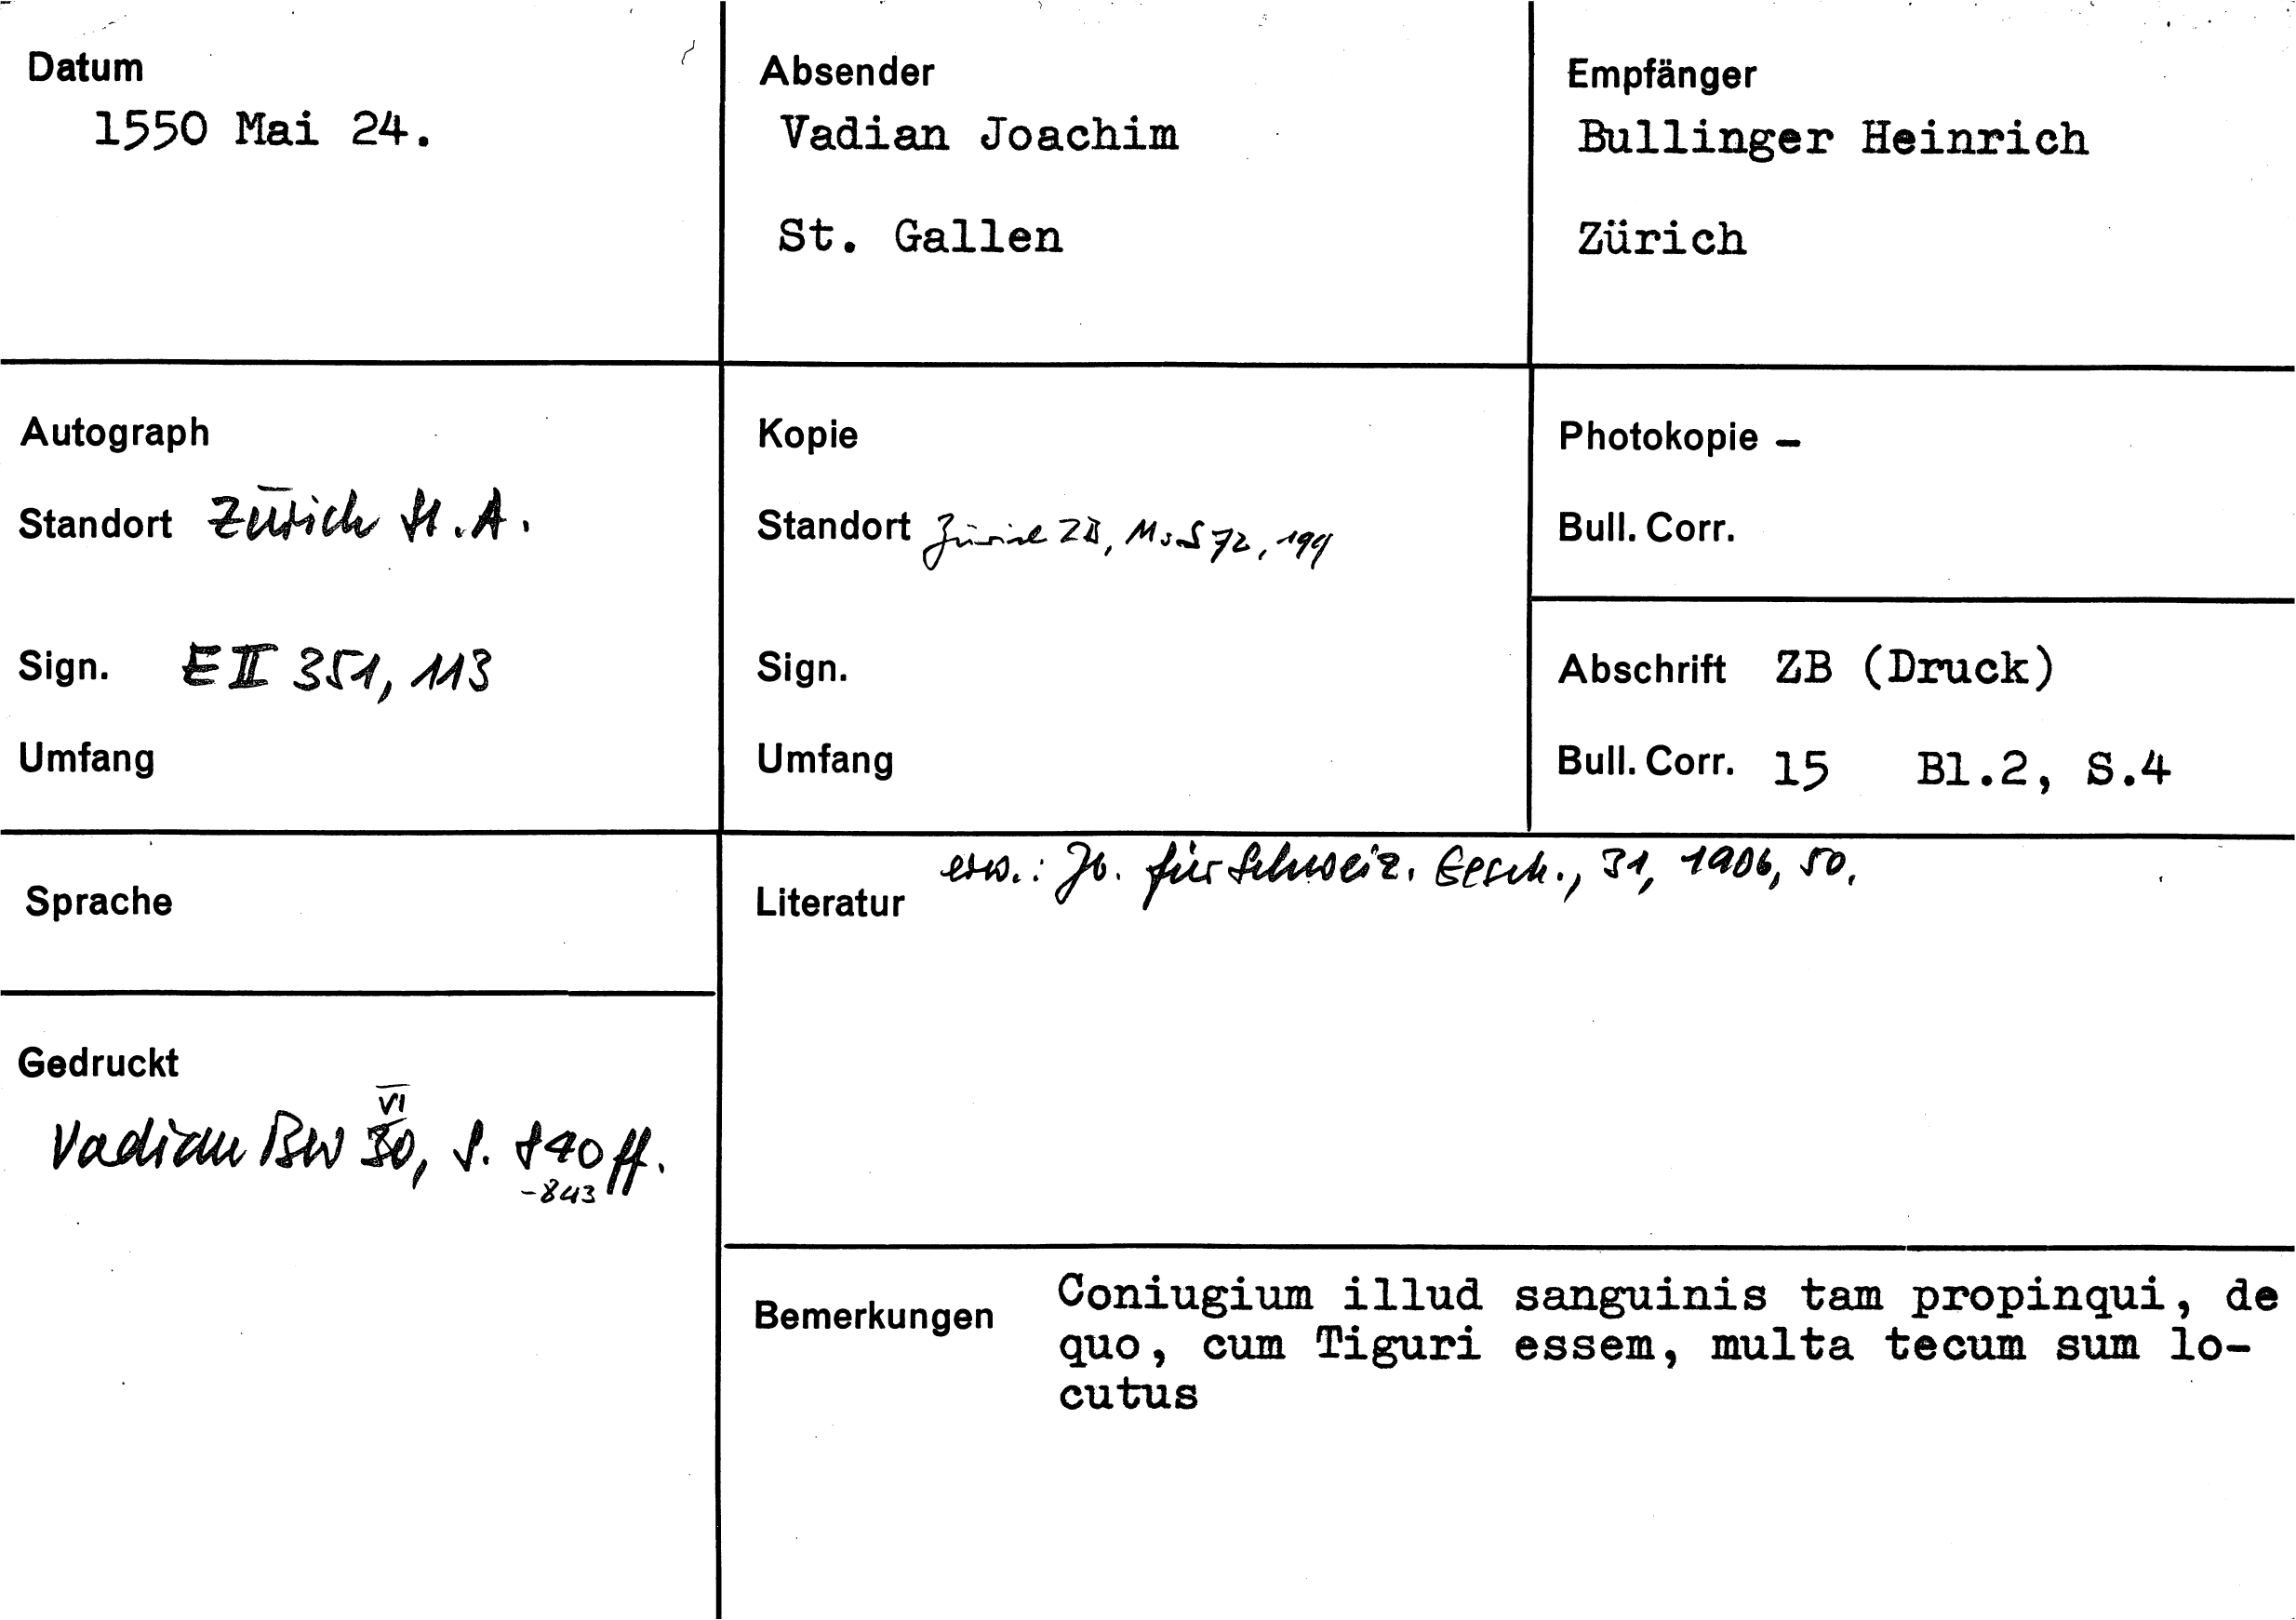 Datum
1550 Mai 24.
Absender
Vadian Joachim
St. Gallen
Empfänger
Bullinger Heinrich
Zürich
Autograph
Standort Zürich St.A.
Sign. E II 351, 113
Umfang
Kopie
Standort Zürich ZB, Ms S 72, 199
Sign.
Umfang
Photokopie –
Bull. Corr.
Abschrift ZB (Druck)
Bull. Corr. 15 Bl.2, S.4
Sprache
Gedruckt
VI
Vadian BW 30, S. 840 ff.
-843
Literatur erw.: Jb. für Schweiz. Gesch., 31, 1906, 50.
Bemerkungen
Coniugium illud sanguinis tam propinqui, de
quo, cum Tiguri essem, multa tecum sum lo-
cutus